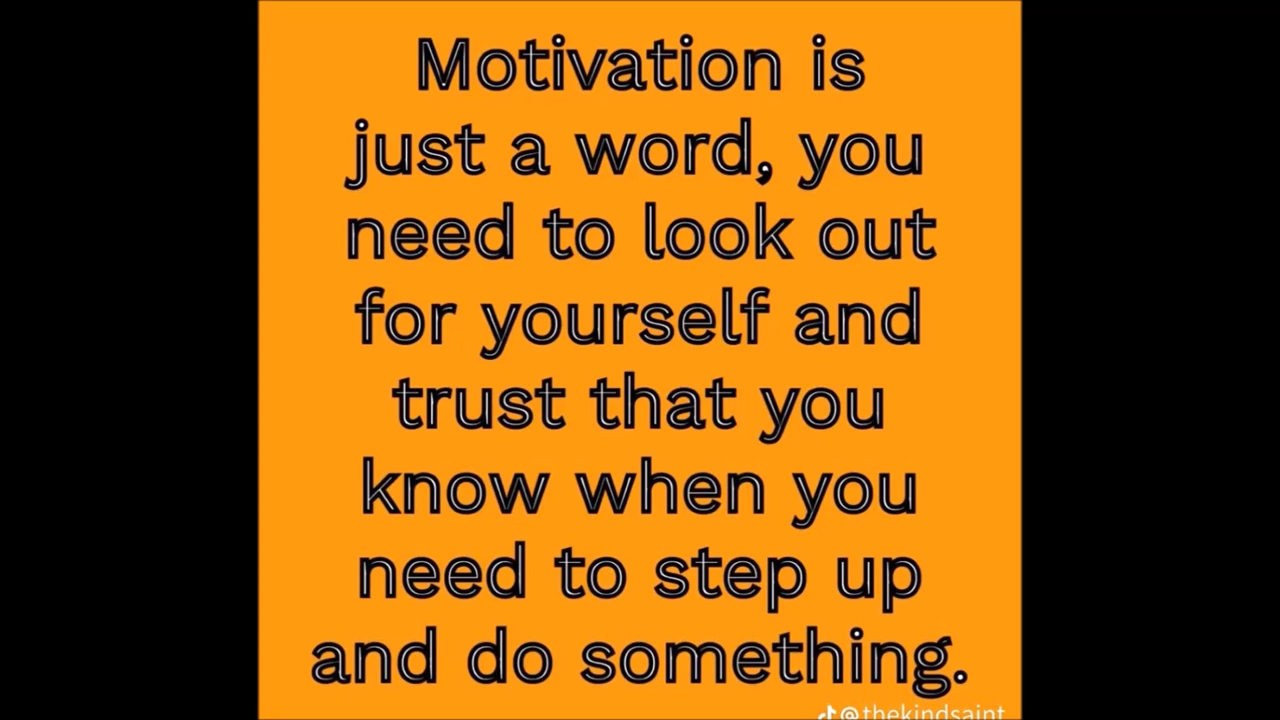 Motivation is
just a word, you
need to look out
for yourself and
trust that you
know when you
need to step up
and do something.
@thekindsaint